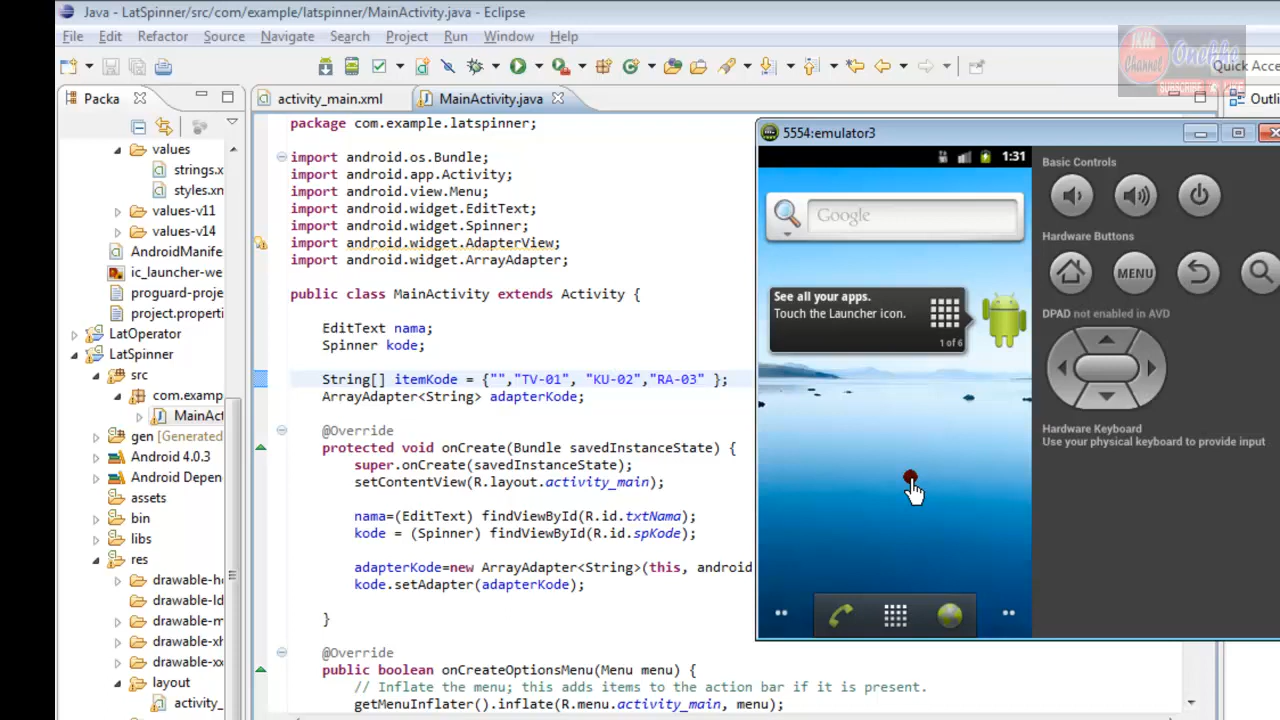 Java - LatSpinner/src/com/example/latspinner/MainActivity.java - Eclipse
File Edit Refactor Source Navigate Search Project Run Window Help
JKHs Channel
SUBSCRIBE & LIKE
Quick Acce
Packa
activity_main.xml
MainActivity.java
Outli
values
strings.x
styles.xn
values-v11
values-v14
AndroidManife
ic_launcher-we
proguard-proje
project.properti
LatOperator
LatSpinner
src
com.examp
MainAct
gen [Generated
Android 4.0.3
Android Depen
assets
bin
libs
res
drawable-h
drawable-ld
drawable-m
drawable-xh
drawable-xx
layout
activity_
package com.example.latspinner;
import android.os.Bundle;
import android.app.Activity;
import android.view.Menu;
import android.widget.EditText;
import android.widget.Spinner;
import android.widget.AdapterView;
import android.widget.ArrayAdapter;
public class MainActivity extends Activity {
EditText nama;
Spinner kode;
String[] itemKode = {"","TV-01", "KU-02","RA-03" };
ArrayAdapter<String> adapterKode;
@Override
protected void onCreate(Bundle savedInstanceState) {
super.onCreate(savedInstanceState);
setContentView(R.layout.activity_main);
nama=(EditText) findViewById(R.id.txtNama);
kode = (Spinner) findViewById(R.id.spKode);
adapterKode=new ArrayAdapter<String>(this, android
kode.setAdapter(adapterKode);
}
@Override
public boolean onCreateOptionsMenu(Menu menu) {
// Inflate the menu; this adds items to the action bar if it is present.
getMenuInflater().inflate(R.menu.activity_main, menu);
5554:emulator3
1:31
Google
See all your apps.
Touch the Launcher icon.
1 of 6
Basic Controls
Hardware Buttons
MENU
DPAD not enabled in AVD
Hardware Keyboard
Use your physical keyboard to provide input